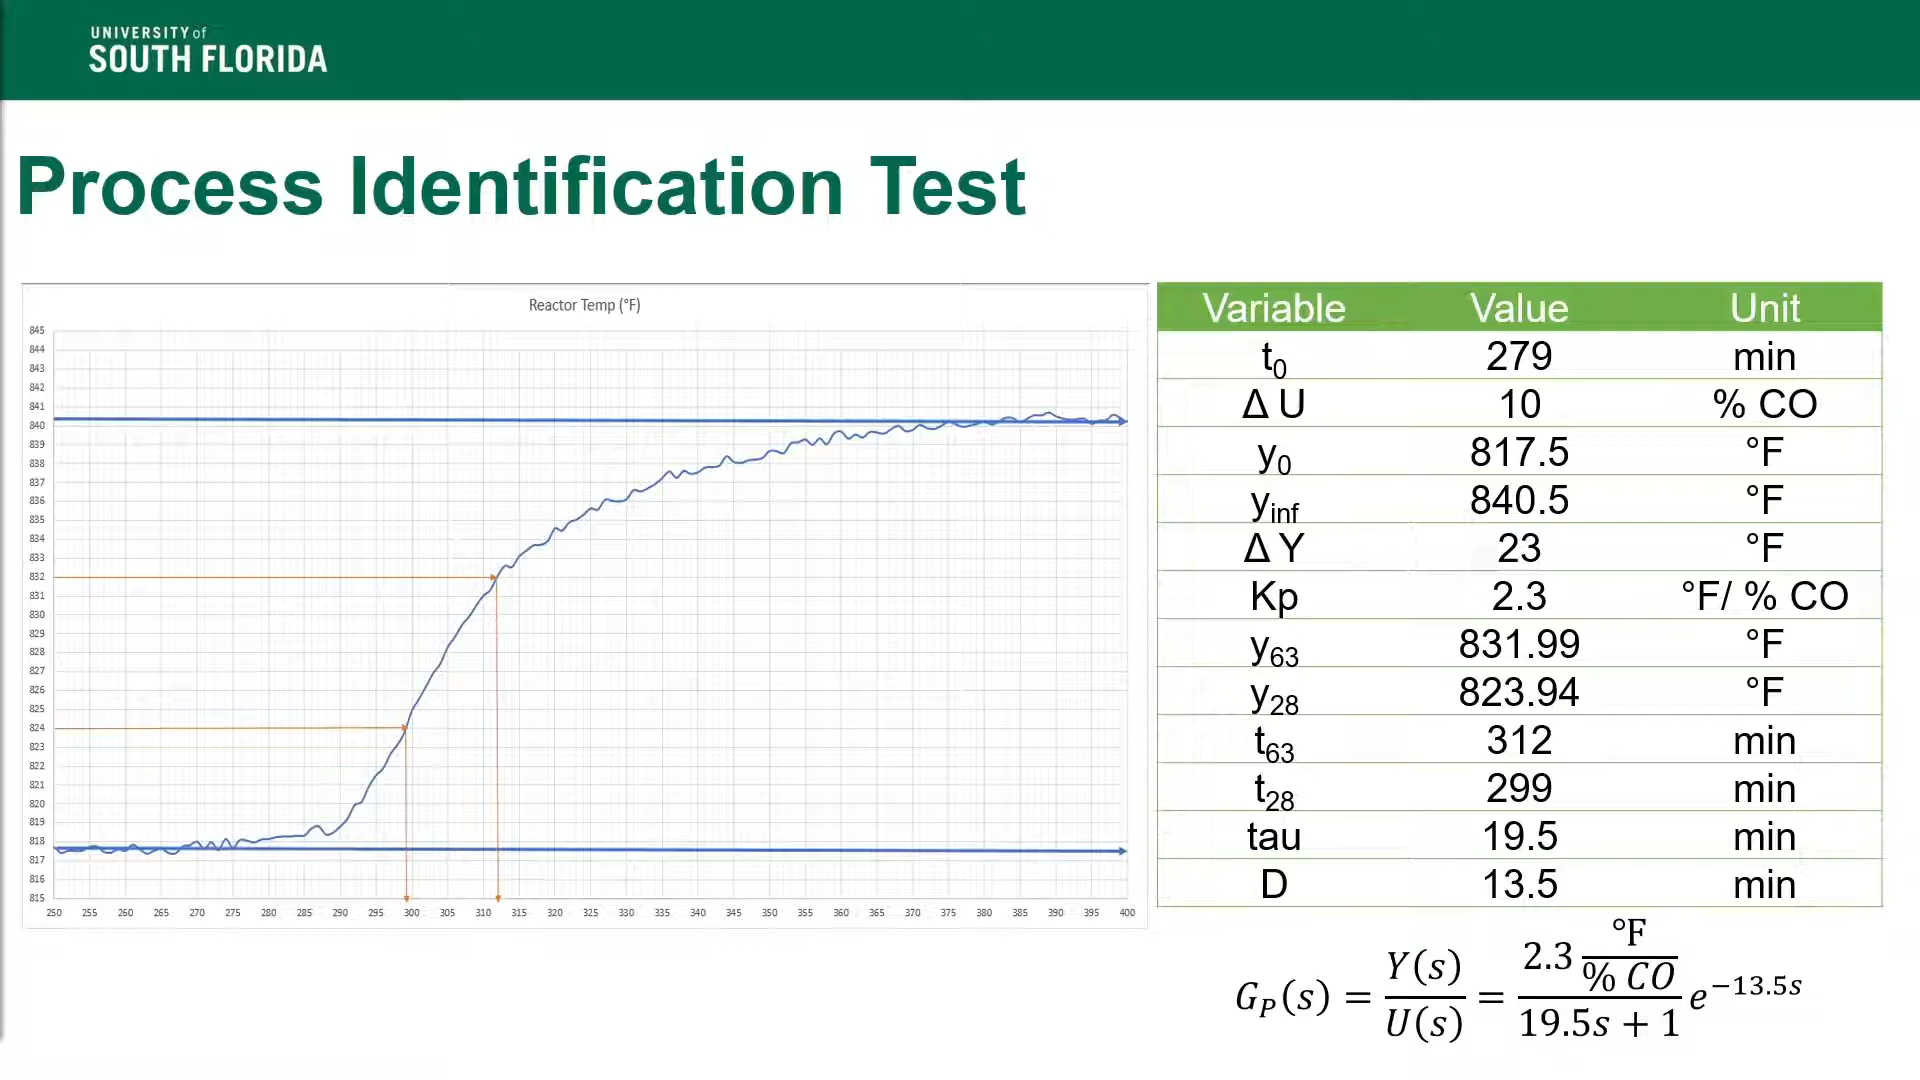 UNIVERSITY of
SOUTH FLORIDA
Process Identification Test
Reactor Temp (°F)
845
844
843
842
841
840
839
838
837
836
835
834
833
832
831
830
829
828
827
826
825
824
823
822
821
820
819
818
817
816
815
250 255 260 265 270 275 280 285 290 295 300 305 310 315 320 325 330 335 340 345 350 355 360 365 370 375 380 385 390 395 400
Variable Value Unit
t₀ 279 min
Δ U 10 % CO
y₀ 817.5 °F
y_inf 840.5 °F
Δ Y 23 °F
Kp 2.3 °F/ % CO
y₆₃ 831.99 °F
y₂₈ 823.94 °F
t₆₃ 312 min
t₂₈ 299 min
tau 19.5 min
D 13.5 min
G_P(s) = Y(s)/U(s) = (2.3 °F/% CO)/(19.5s + 1) e^(−13.5s)